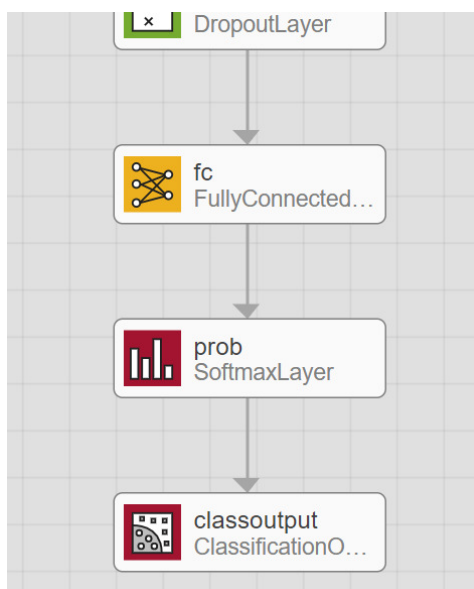 DropoutLayer
fc
FullyConnected...
prob
SoftmaxLayer
classoutput
ClassificationO...